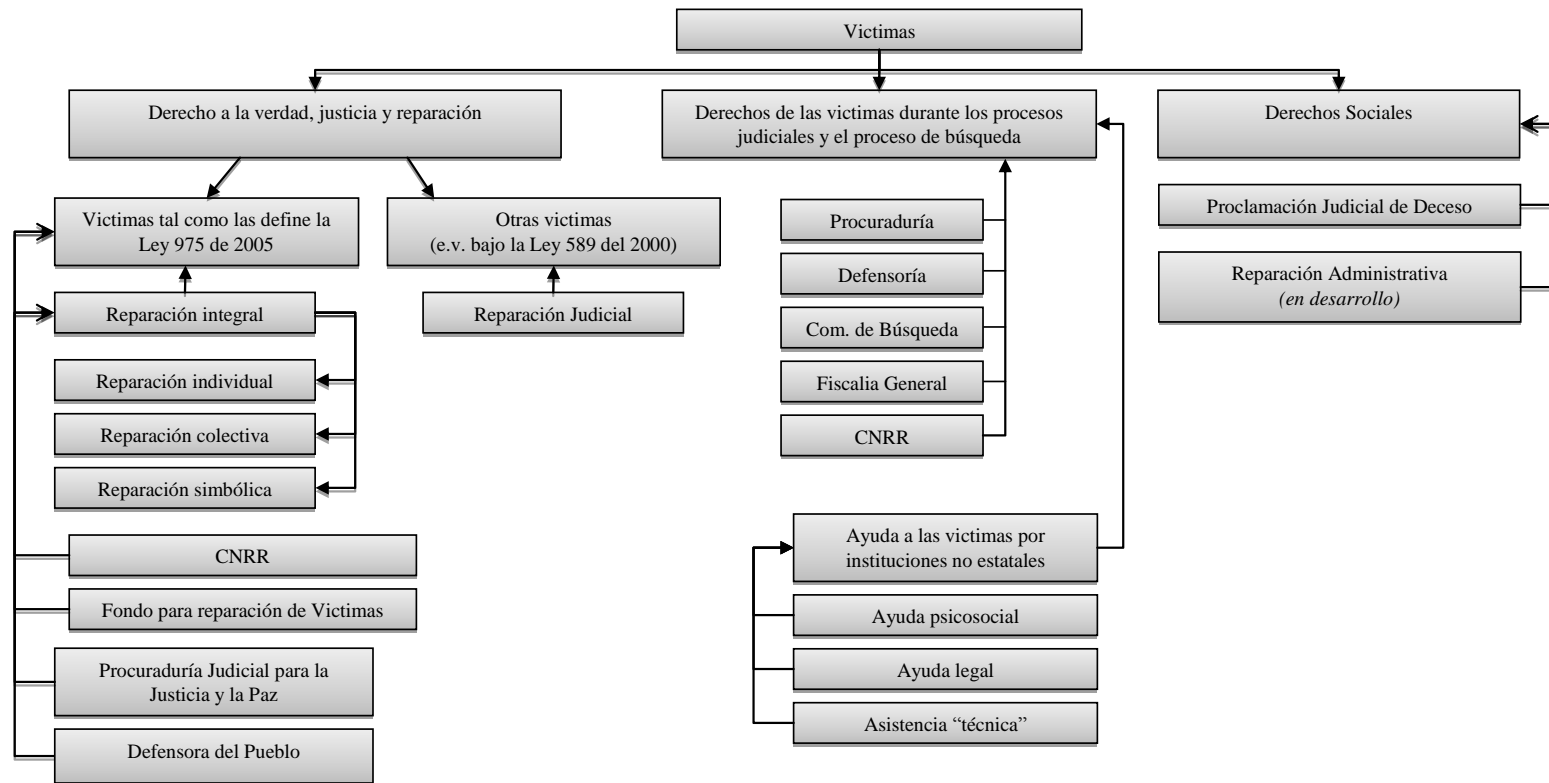 Victimas
Derecho a la verdad, justicia y reparación
Victimas tal como las define la
Ley 975 de 2005
Otras victimas
(e.v. bajo la Ley 589 del 2000)
Reparación integral
Reparación Judicial
Reparación individual
Reparación colectiva
Reparación simbólica
CNRR
Fondo para reparación de Victimas
Procuraduría Judicial para la
Justicia y la Paz
Defensora del Pueblo
Derechos de las victimas durante los procesos
judiciales y el proceso de búsqueda
Procuraduría
Defensoría
Com. de Búsqueda
Fiscalia General
CNRR
Ayuda a las victimas por
instituciones no estatales
Ayuda psicosocial
Ayuda legal
Asistencia “técnica”
Derechos Sociales
Proclamación Judicial de Deceso
Reparación Administrativa
(en desarrollo)